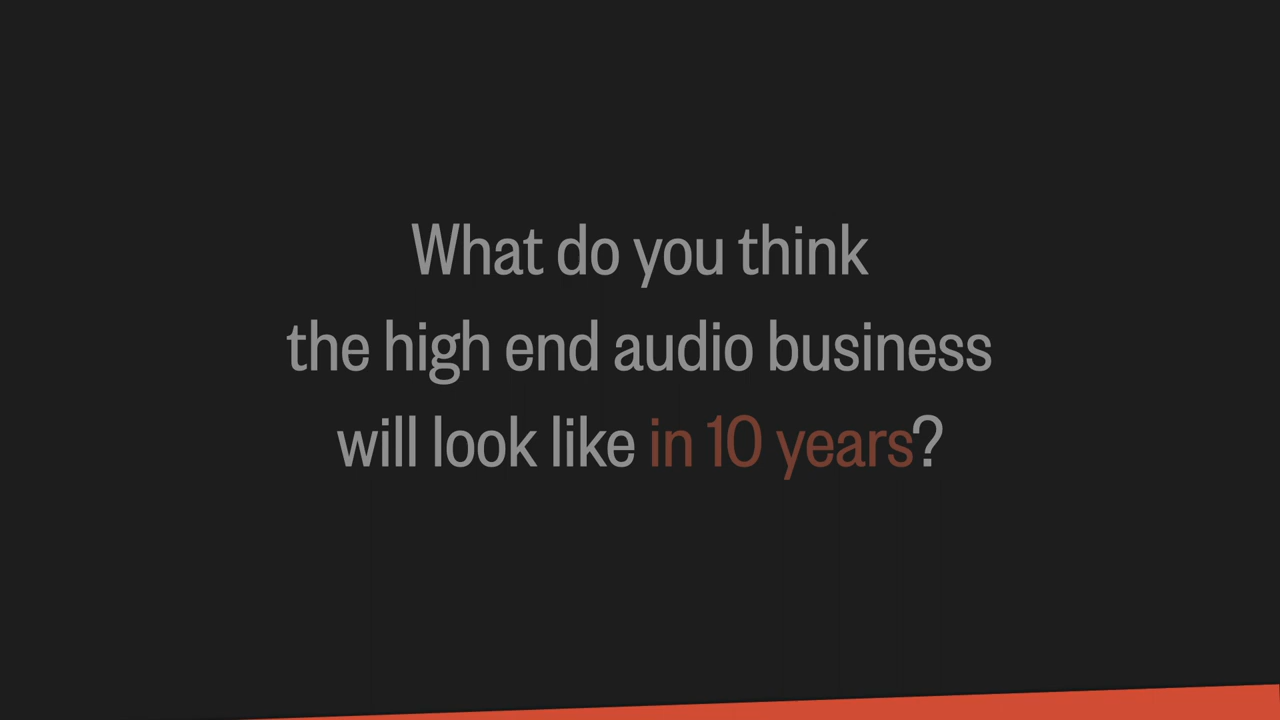 What do you think
the high end audio business
will look like in 10 years?